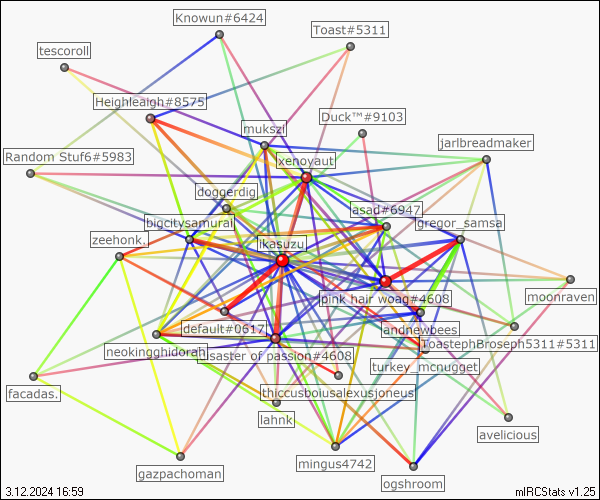 Knowun#6424
Toast#5311
tescoroll
Heighleaigh#8575
Duck™#9103
mukszi
jarlbreadmaker
Random Stuf6#5983
xenoyaut
doggerdig
asad#6947
bigcitysamurai
gregor_samsa
zeehonk.
ikasuzu
moonraven
pink hair woag#4608
default#0617
andnewbees
ToastephBroseph5311#5311
neokingghidorah
disaster of passion#4608
turkey_mcnugget
facadas.
thiccusboiusalexusjoneus
lahnk
avelicious
mingus4742
gazpachoman
ogshroom
3.12.2024 16:59
mIRCStats v1.25